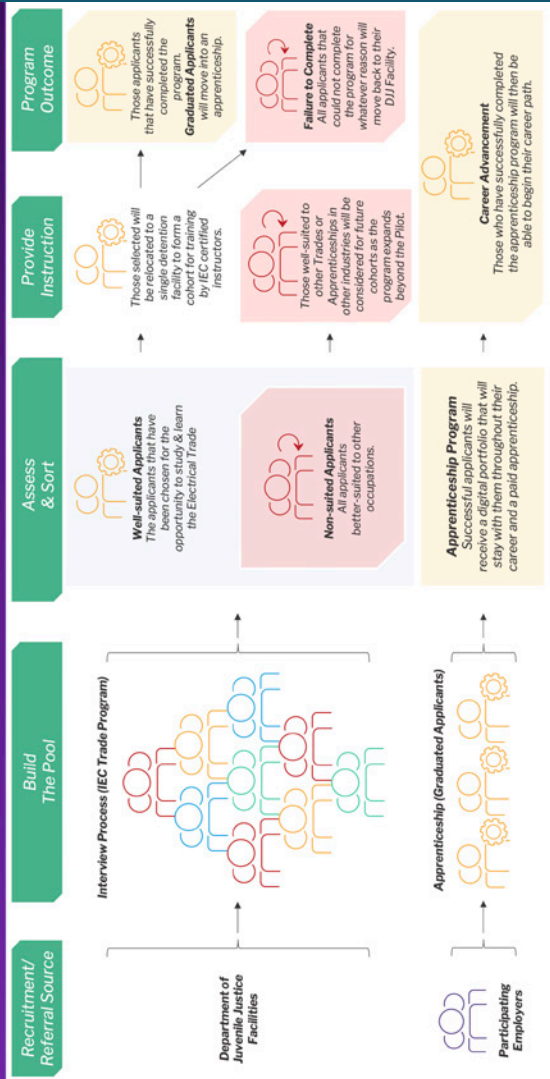 Recruitment/
Referral Source
Build
The Pool
Assess
& Sort
Provide
Instruction
Program
Outcome
Department of
Juvenile Justice
Facilities
Interview Process (IEC Trade Program)
Well-suited Applicants
The applicants that have
been chosen for the
opportunity to study & learn
the Electrical Trade
Non-suited Applicants
All applicants
better-suited to other
occupations.
Those selected will
be relocated to a
single detention
facility to form a
cohort for training
by IEC certified
instructors.
Those well-suited to
other Trades or
Apprenticeships in
other industries will be
considered for future
cohorts as the
program expands
beyond the Pilot.
Those applicants
that have successfully
completed the
program.
Graduated Applicants
will move into an
apprenticeship.
Failure to Complete
All applicants that
could not complete
the program for
whatever reason will
move back to their
DJJ Facility.
Participating
Employers
Apprenticeship (Graduated Applicants)
Apprenticeship Program
Successful applicants will
receive a digital portfolio that will
stay with them throughout their
career and a paid apprenticeship.
Career Advancement
Those who have successfully completed
the apprenticeship program will then be
able to begin their career path.